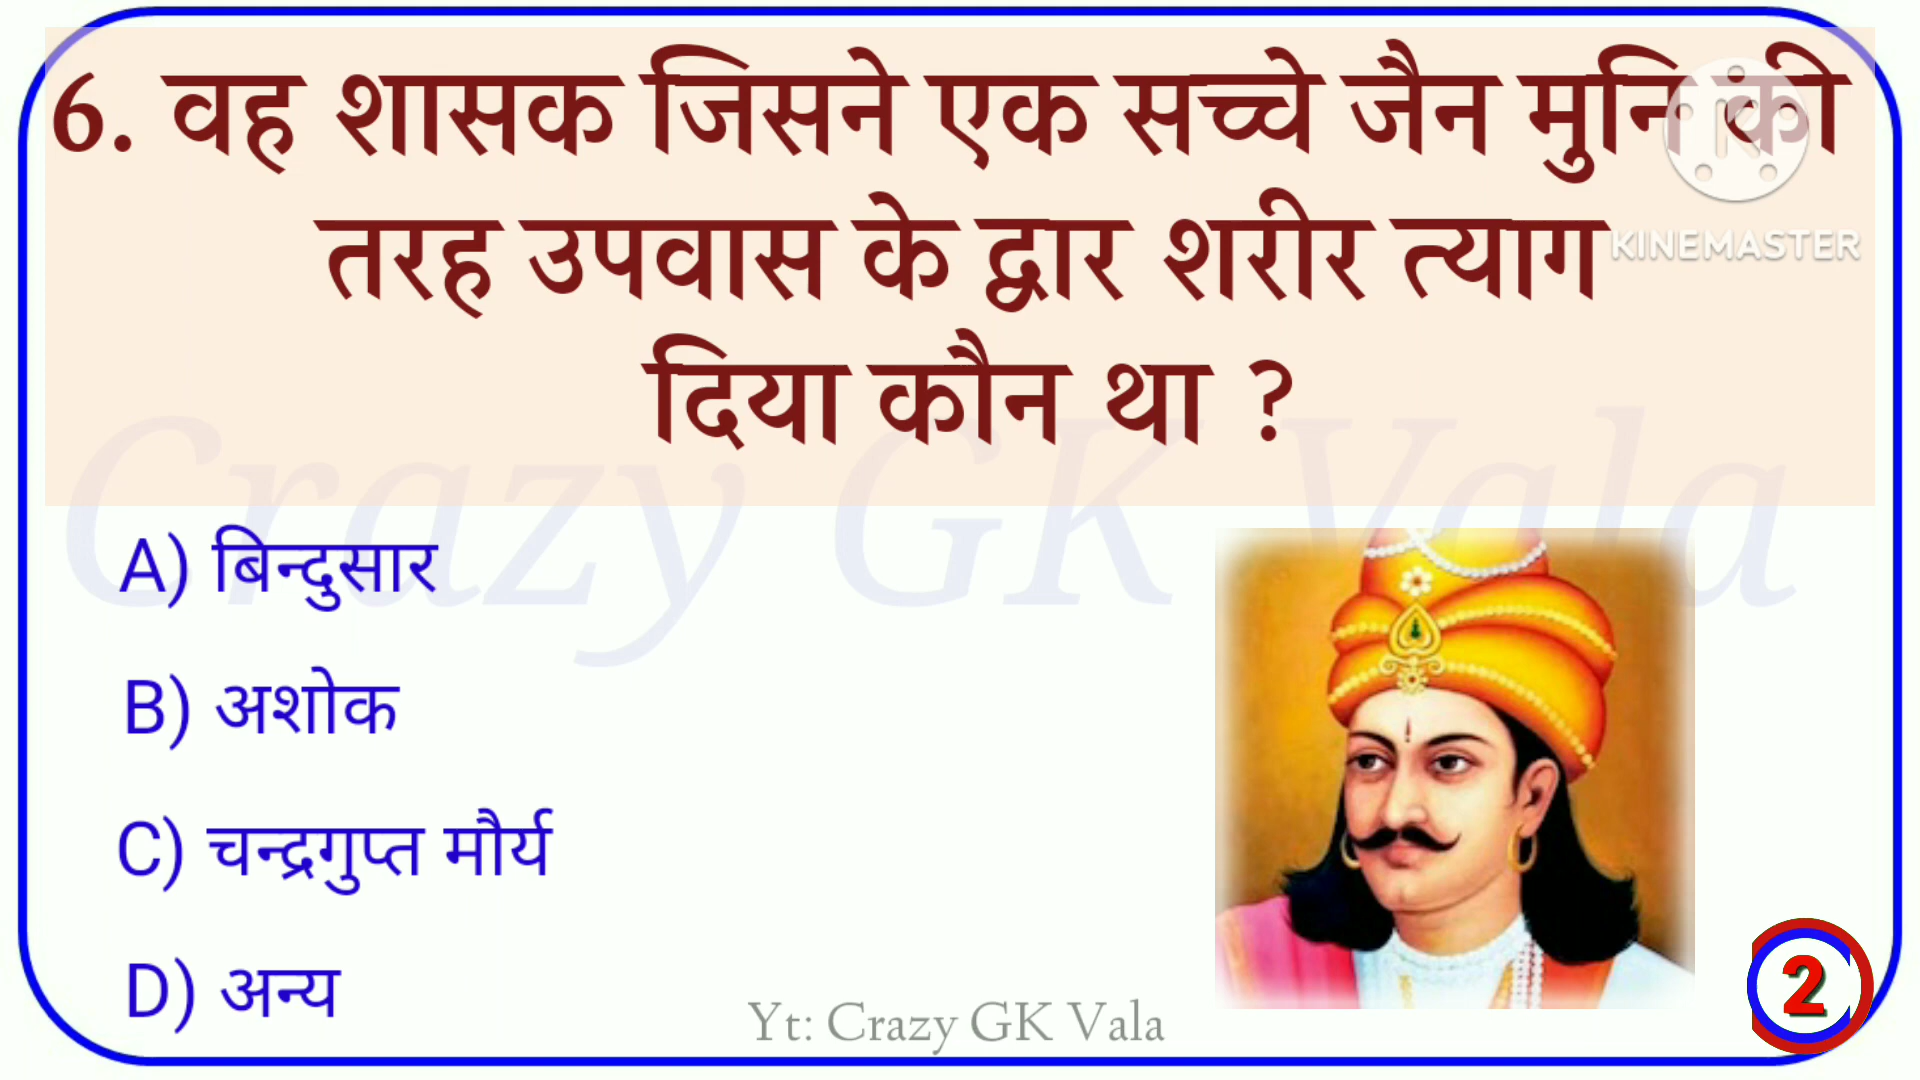 6. वह शासक जिसने एक सच्चे जैन मुनि की
तरह उपवास के द्वार शरीर त्याग
दिया कौन था ?
KINEMASTER
Crazy GK Vala
A) बिन्दुसार
B) अशोक
C) चन्द्रगुप्त मौर्य
D) अन्य
Yt: Crazy GK Vala
2